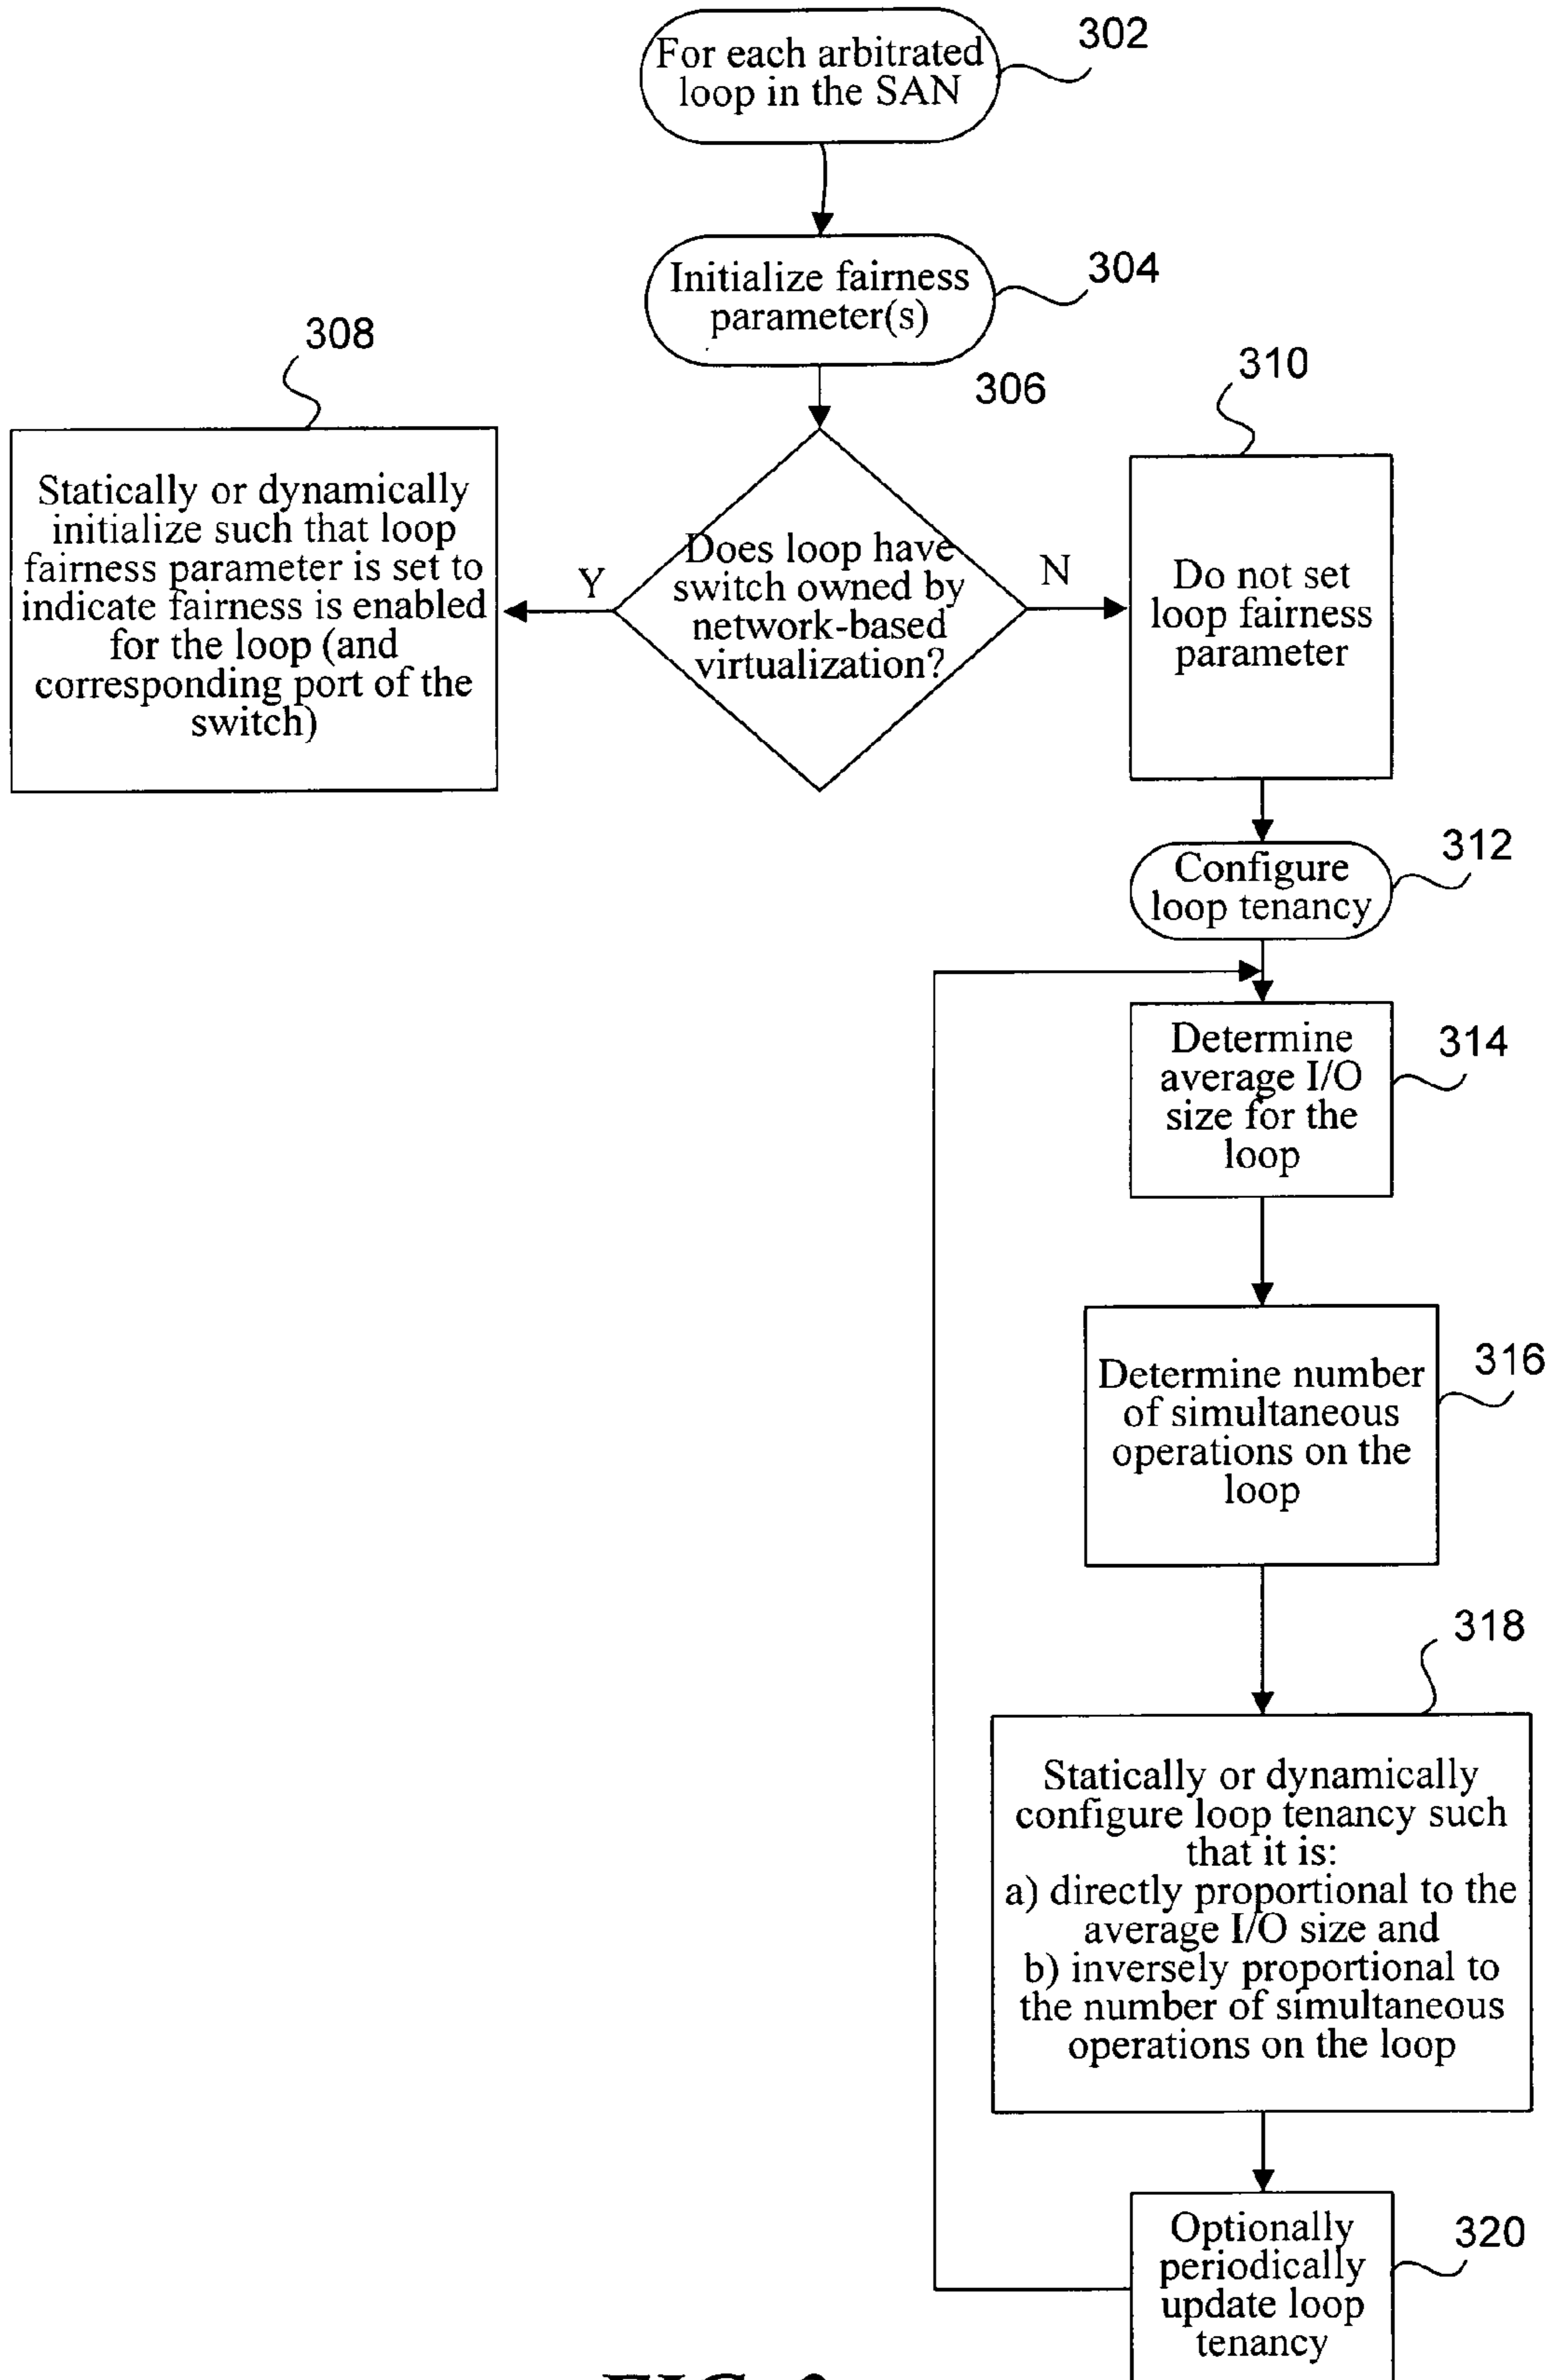 For each arbitrated
loop in the SAN
302
Initialize fairness
parameter(s)
304
306
308
Statically or dynamically
initialize such that loop
fairness parameter is set to
indicate fairness is enabled
for the loop (and
corresponding port of the
switch)
Y
Does loop have
switch owned by
network-based
virtualization?
N
310
Do not set
loop fairness
parameter
Configure
loop tenancy
312
Determine
average I/O
size for the
loop
314
Determine number
of simultaneous
operations on the
loop
316
318
Statically or dynamically
configure loop tenancy such
that it is:
a) directly proportional to the
average I/O size and
b) inversely proportional to
the number of simultaneous
operations on the loop
Optionally
periodically
update loop
tenancy
320